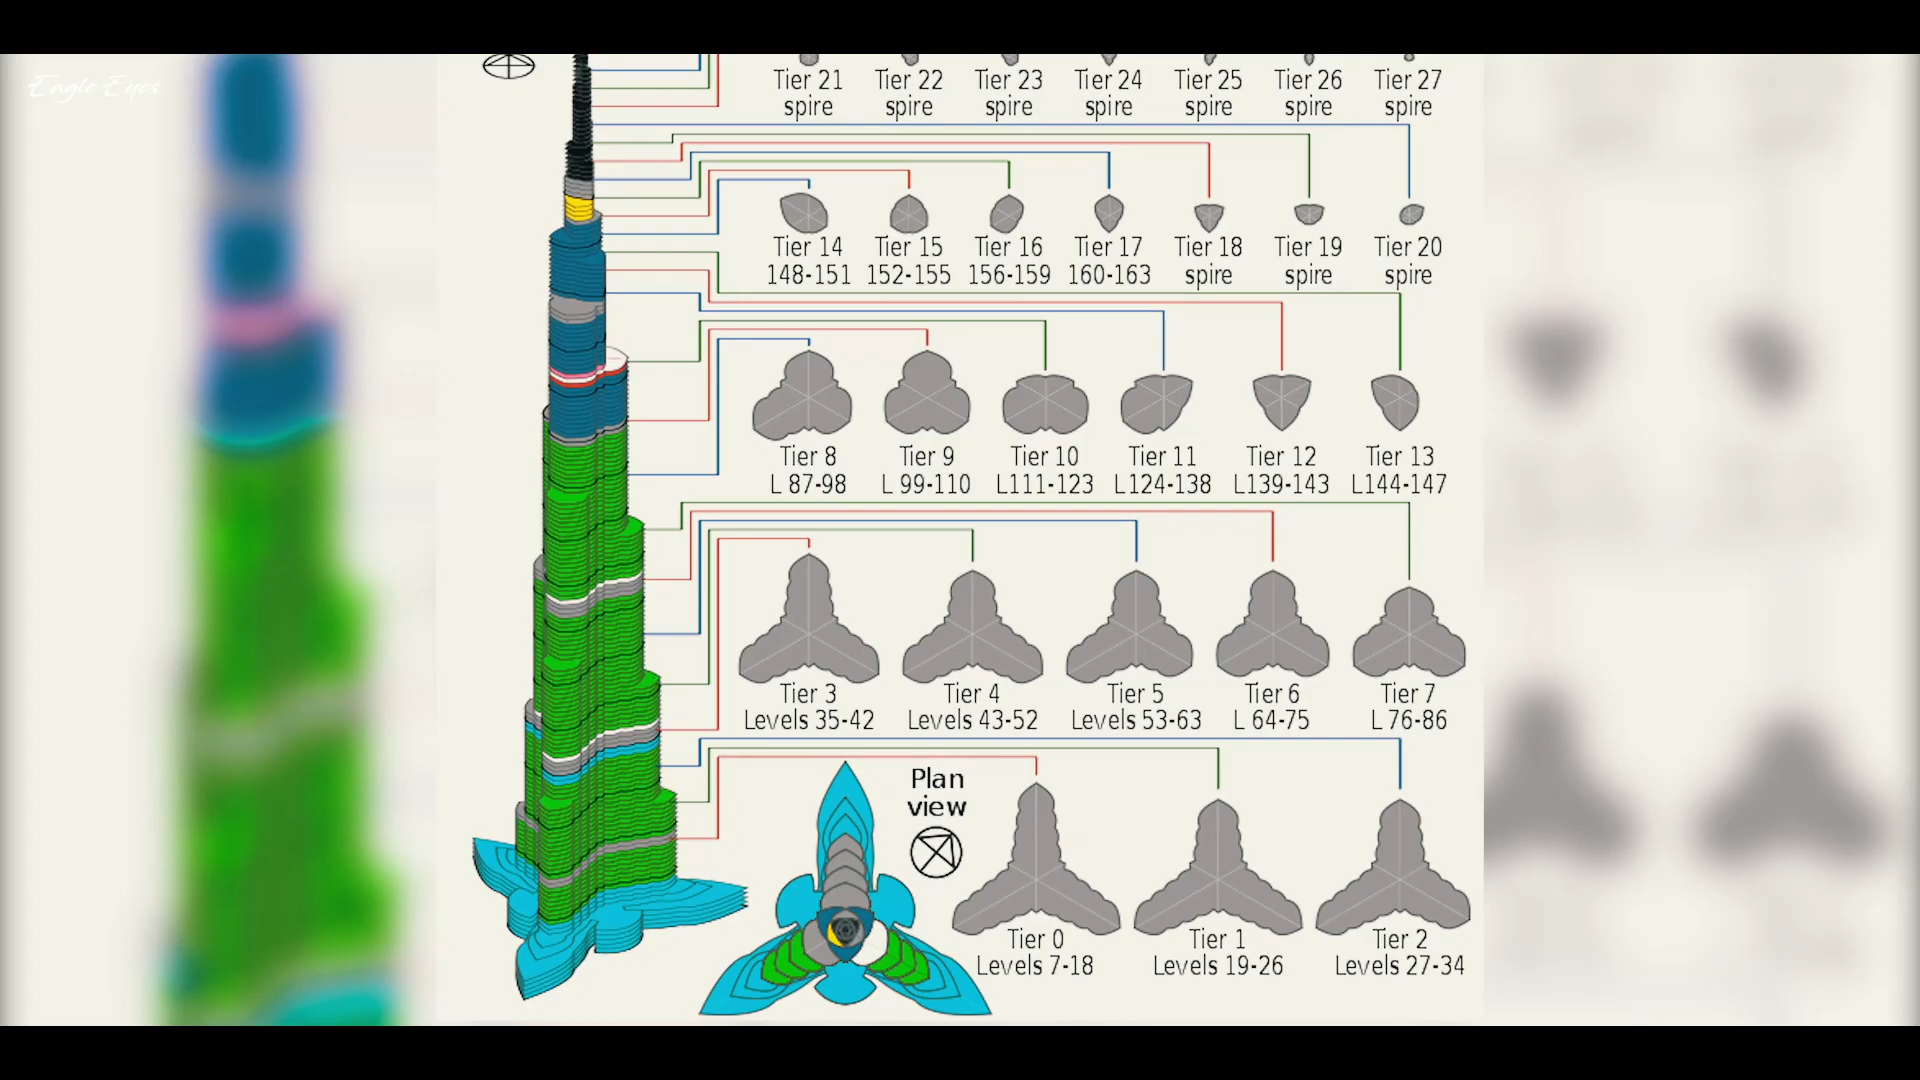 Eagle Eyes
Tier 21 Tier 22 Tier 23 Tier 24 Tier 25 Tier 26 Tier 27
spire spire spire spire spire spire spire
Tier 14 Tier 15 Tier 16 Tier 17 Tier 18 Tier 19 Tier 20
148-151 152-155 156-159 160-163 spire spire spire
Tier 8 Tier 9 Tier 10 Tier 11 Tier 12 Tier 13
L 87-98 L 99-110 L111-123 L124-138 L139-143 L144-147
Tier 3 Tier 4 Tier 5 Tier 6 Tier 7
Levels 35-42 Levels 43-52 Levels 53-63 L 64-75 L 76-86
Plan
view
Tier 0 Tier 1 Tier 2
Levels 7-18 Levels 19-26 Levels 27-34